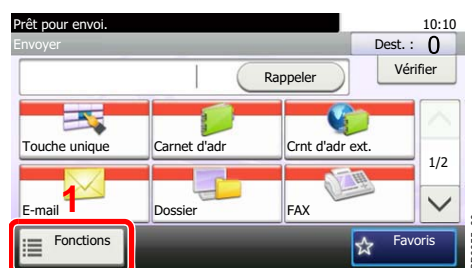 Prêt pour envoi. 10:10
Envoyer Dest. : 0
Rappeler Vérifier
Touche unique Carnet d'adr Crnt d'adr ext.
1/2
1
E-mail Dossier FAX
Fonctions Favoris